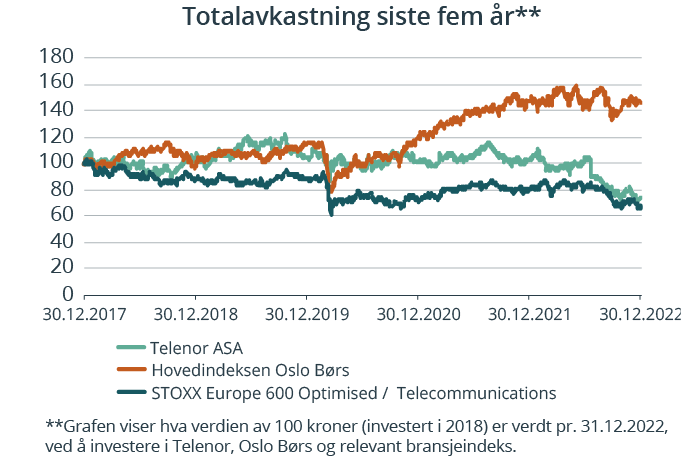 Totalavkastning siste fem år**
180
160
140
120
100
80
60
40
20
0
30.12.2017 30.12.2018 30.12.2019 30.12.2020 30.12.2021 30.12.2022
Telenor ASA
Hovedindeksen Oslo Børs
STOXX Europe 600 Optimised / Telecommunications
**Grafen viser hva verdien av 100 kroner (investert i 2018) er verdt pr. 31.12.2022,
ved å investere i Telenor, Oslo Børs og relevant bransjeindeks.